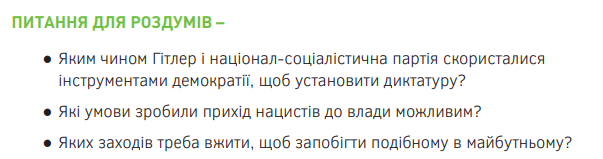 ПИТАННЯ ДЛЯ РОЗДУМІВ –
● Яким чином Гітлер і націонал-соціалістична партія скористалися
інструментами демократії, щоб установити диктатуру?
● Які умови зробили прихід нацистів до влади можливим?
● Яких заходів треба вжити, щоб запобігти подібному в майбутньому?